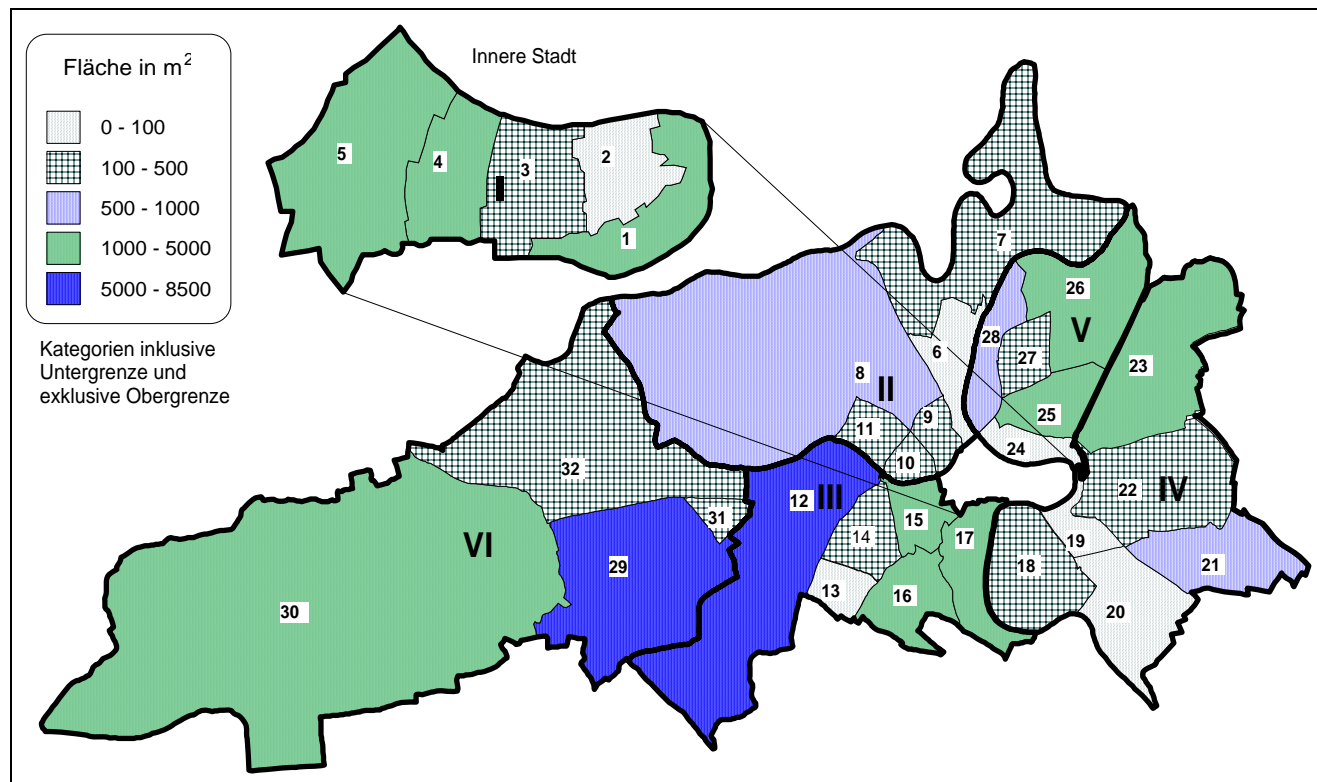 Fläche in m²
0 - 100
100 - 500
500 - 1000
1000 - 5000
5000 - 8500
Kategorien inklusive
Untergrenze und
exklusive Obergrenze
Innere Stadt
5
4
3
2
I
1
7
26
V
28
6
27
23
8
II
9
25
11
24
10
32
12
III
22
IV
31
15
14
17
19
VI
29
18
21
13
16
30
20